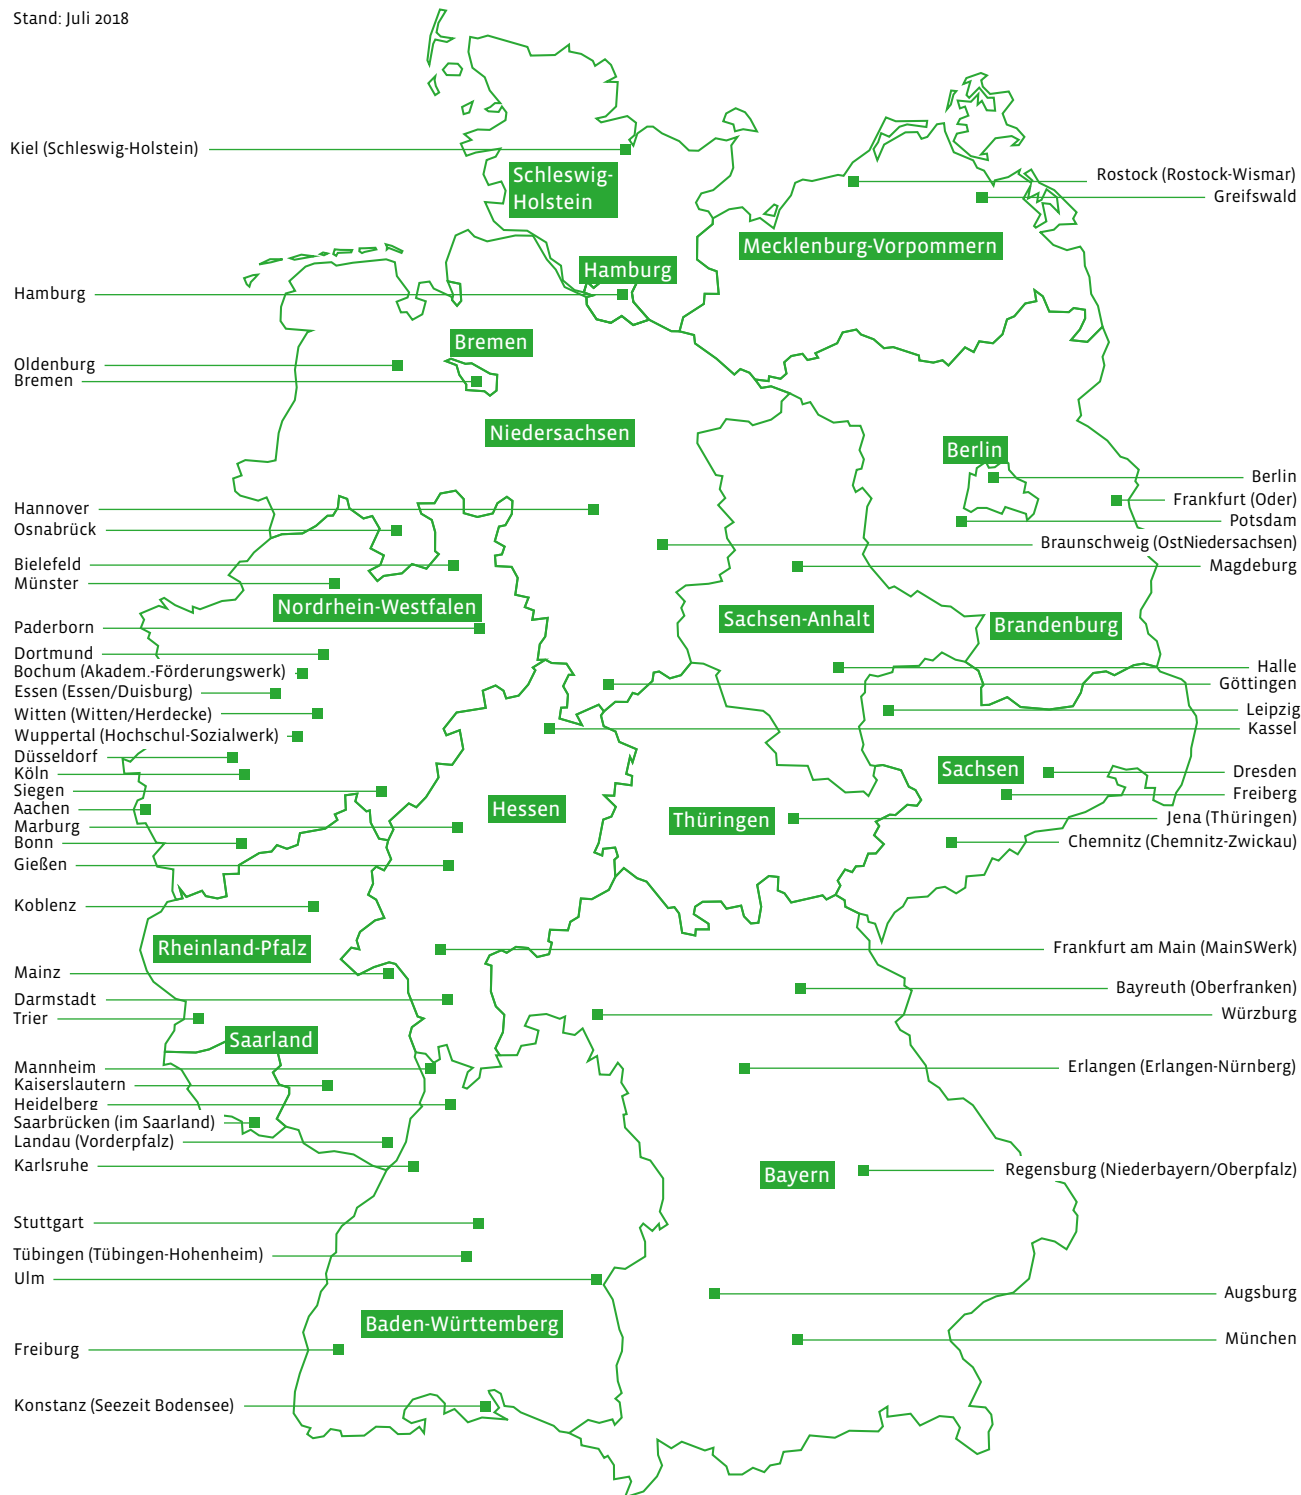 Stand: Juli 2018
Kiel (Schleswig-Holstein)
Hamburg
Oldenburg
Bremen
Hannover
Osnabrück
Bielefeld
Münster
Paderborn
Dortmund
Bochum (Akadem.-Förderungswerk)
Essen (Essen/Duisburg)
Witten (Witten/Herdecke)
Wuppertal (Hochschul-Sozialwerk)
Düsseldorf
Köln
Siegen
Aachen
Marburg
Bonn
Gießen
Koblenz
Mainz
Darmstadt
Trier
Mannheim
Kaiserslautern
Heidelberg
Saarbrücken (im Saarland)
Landau (Vorderpfalz)
Karlsruhe
Stuttgart
Tübingen (Tübingen-Hohenheim)
Ulm
Freiburg
Konstanz (Seezeit Bodensee)
Schleswig-
Holstein
Mecklenburg-Vorpommern
Hamburg
Bremen
Niedersachsen
Berlin
Nordrhein-Westfalen
Sachsen-Anhalt
Brandenburg
Sachsen
Hessen
Thüringen
Rheinland-Pfalz
Saarland
Bayern
Baden-Württemberg
Rostock (Rostock-Wismar)
Greifswald
Berlin
Frankfurt (Oder)
Potsdam
Braunschweig (OstNiedersachsen)
Magdeburg
Halle
Göttingen
Leipzig
Kassel
Dresden
Freiberg
Jena (Thüringen)
Chemnitz (Chemnitz-Zwickau)
Frankfurt am Main (MainSWerk)
Bayreuth (Oberfranken)
Würzburg
Erlangen (Erlangen-Nürnberg)
Regensburg (Niederbayern/Oberpfalz)
Augsburg
München